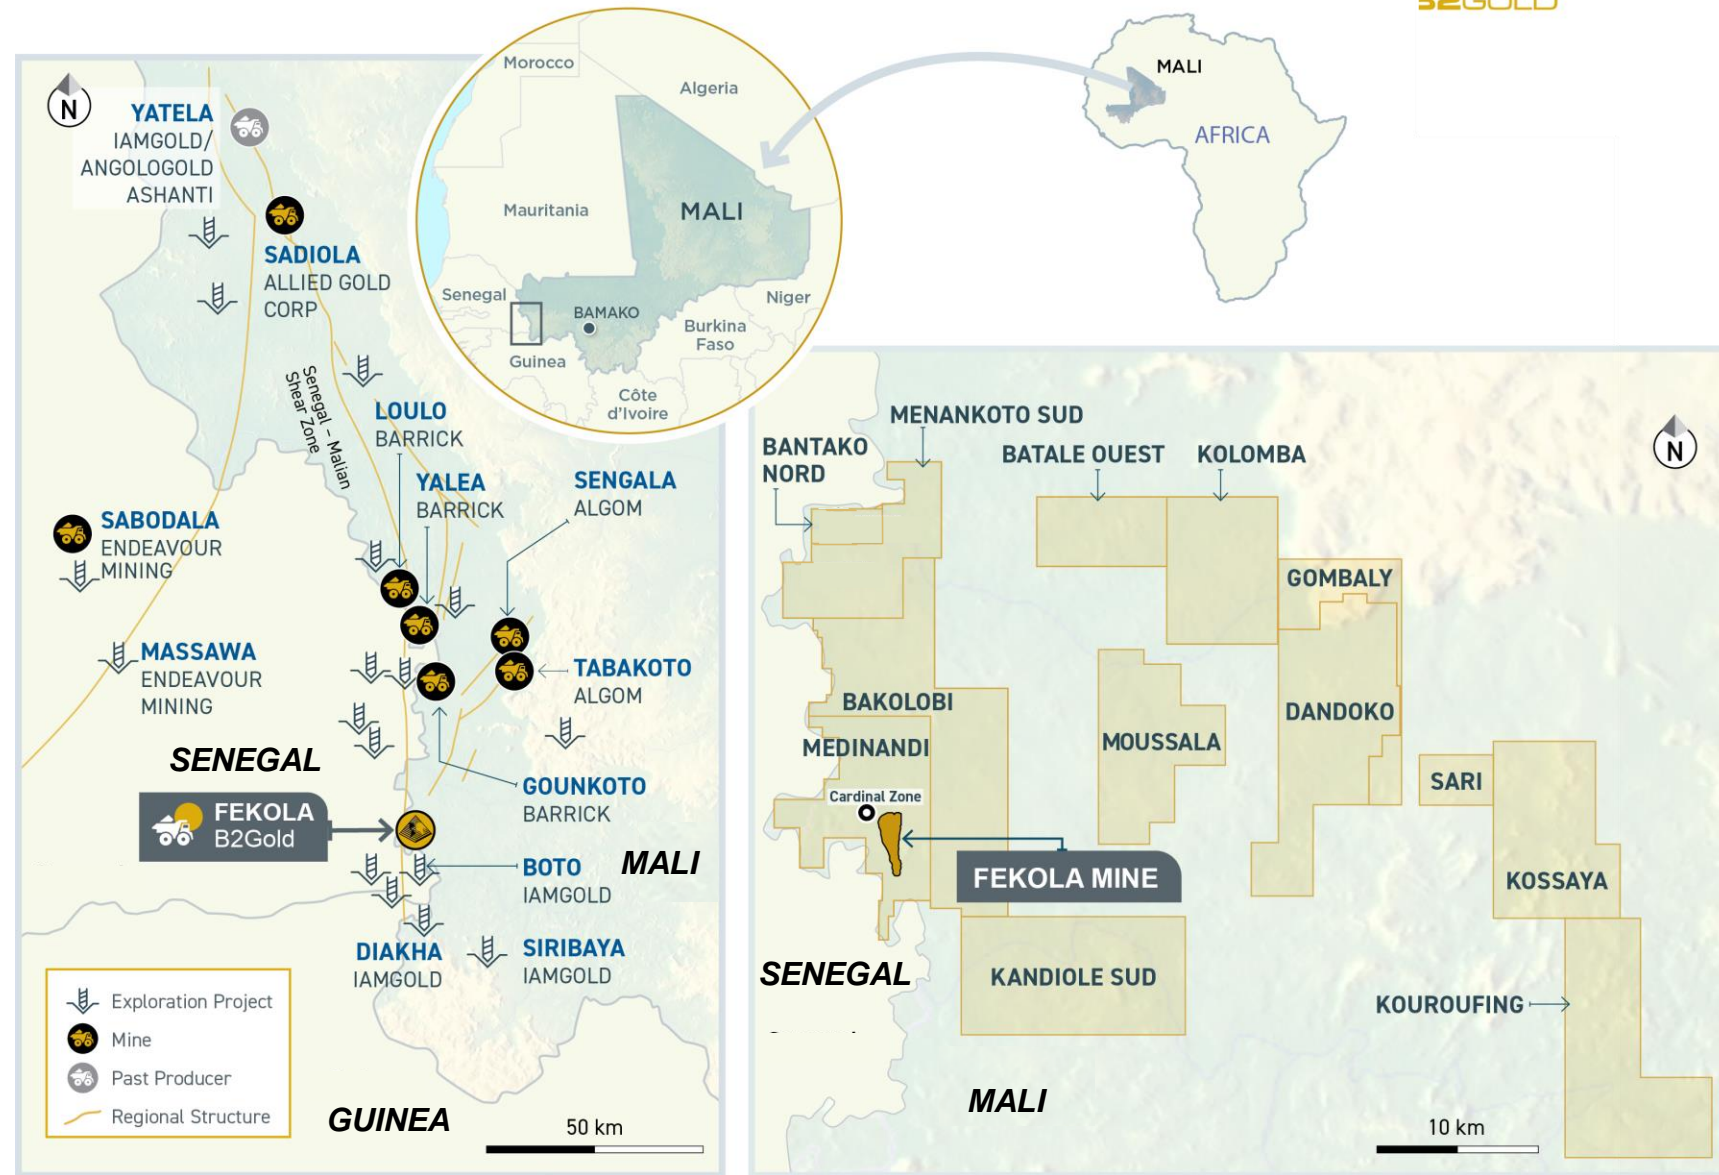 B2GOLD
N
YATELA
IAMGOLD/
ANGOLOGOLD
ASHANTI
SADIOLA
ALLIED GOLD
CORP
Senegal – Malian
Shear Zone
LOULO
BARRICK
YALEA
BARRICK
SENGALA
ALGOM
SABODALA
ENDEAVOUR
MINING
MASSAWA
ENDEAVOUR
MINING
TABAKOTO
ALGOM
SENEGAL
GOUNKOTO
BARRICK
FEKOLA
B2Gold
MALI
BOTO
IAMGOLD
DIAKHA
IAMGOLD
SIRIBAYA
IAMGOLD
Exploration Project
Mine
Past Producer
Regional Structure
GUINEA
50 km
Morocco
Algeria
Mauritania
MALI
Senegal
BAMAKO
Niger
Burkina
Faso
Guinea
Côte
d'Ivoire
MALI
AFRICA
N
MENANKOTO SUD
BANTAKO
NORD
BATALE OUEST
KOLOMBA
GOMBALY
BAKOLOBI
DANDOKO
MEDINANDI
MOUSSALA
SARI
Cardinal Zone
FEKOLA MINE
KOSSAYA
SENEGAL
KANDIOLE SUD
KOUROUFING
MALI
10 km